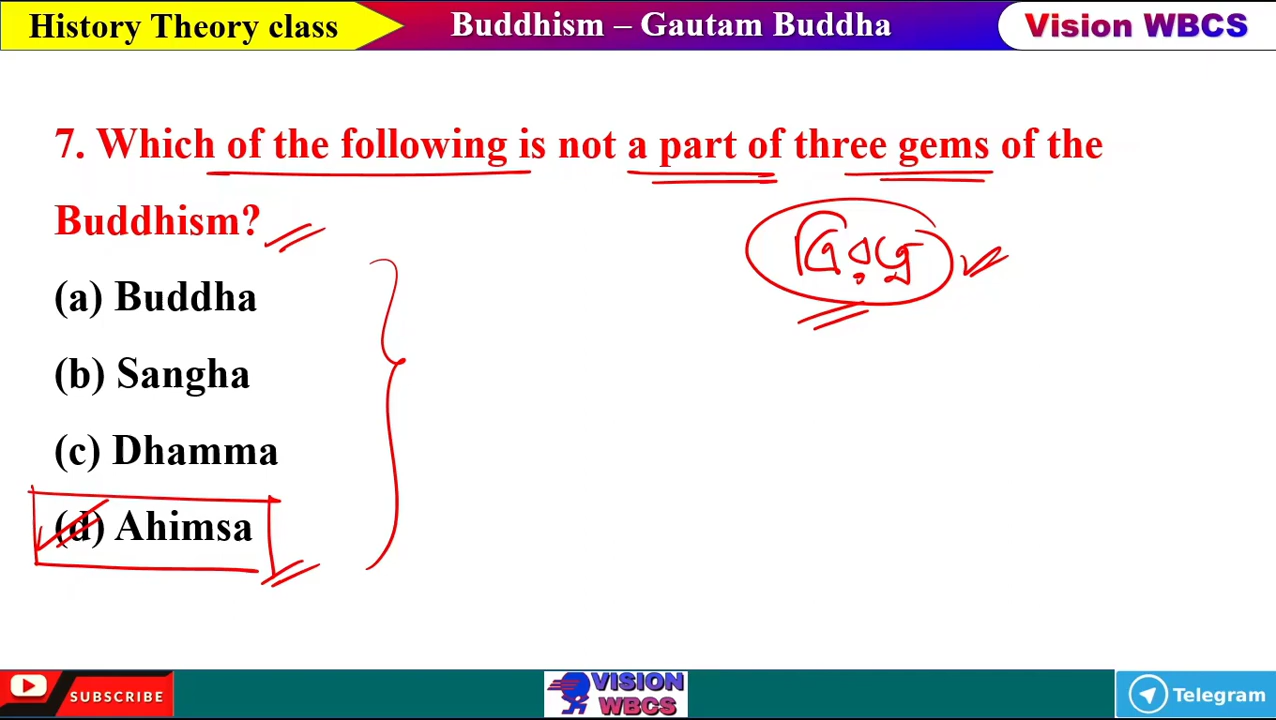 History Theory class
Buddhism – Gautam Buddha
Vision WBCS
7. Which of the following is not a part of three gems of the
Buddhism?
ত্রিরত্ন
(a) Buddha
(b) Sangha
(c) Dhamma
(d) Ahimsa
SUBSCRIBE
VISION
WBCS
Telegram